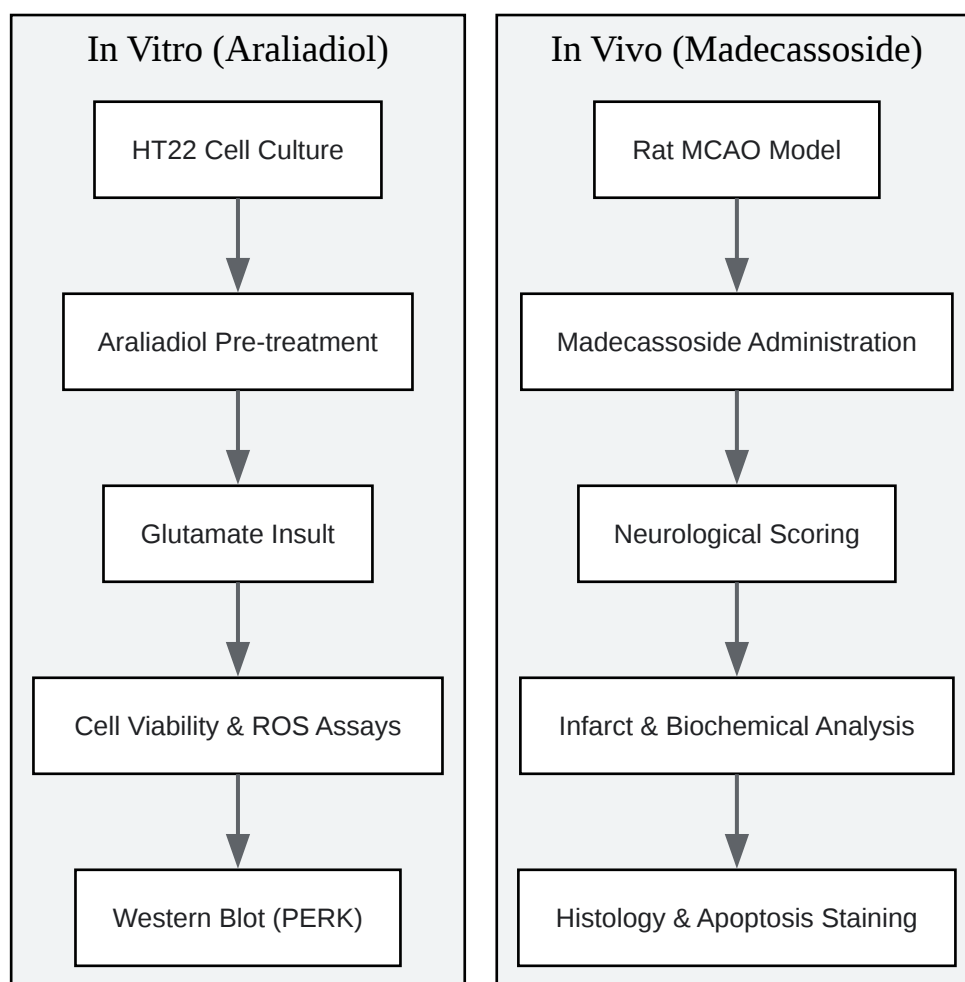 In Vitro (Araliadiol)
HT22 Cell Culture
Araliadiol Pre-treatment
Glutamate Insult
Cell Viability & ROS Assays
Western Blot (PERK)
In Vivo (Madecassoside)
Rat MCAO Model
Madecassoside Administration
Neurological Scoring
Infarct & Biochemical Analysis
Histology & Apoptosis Staining